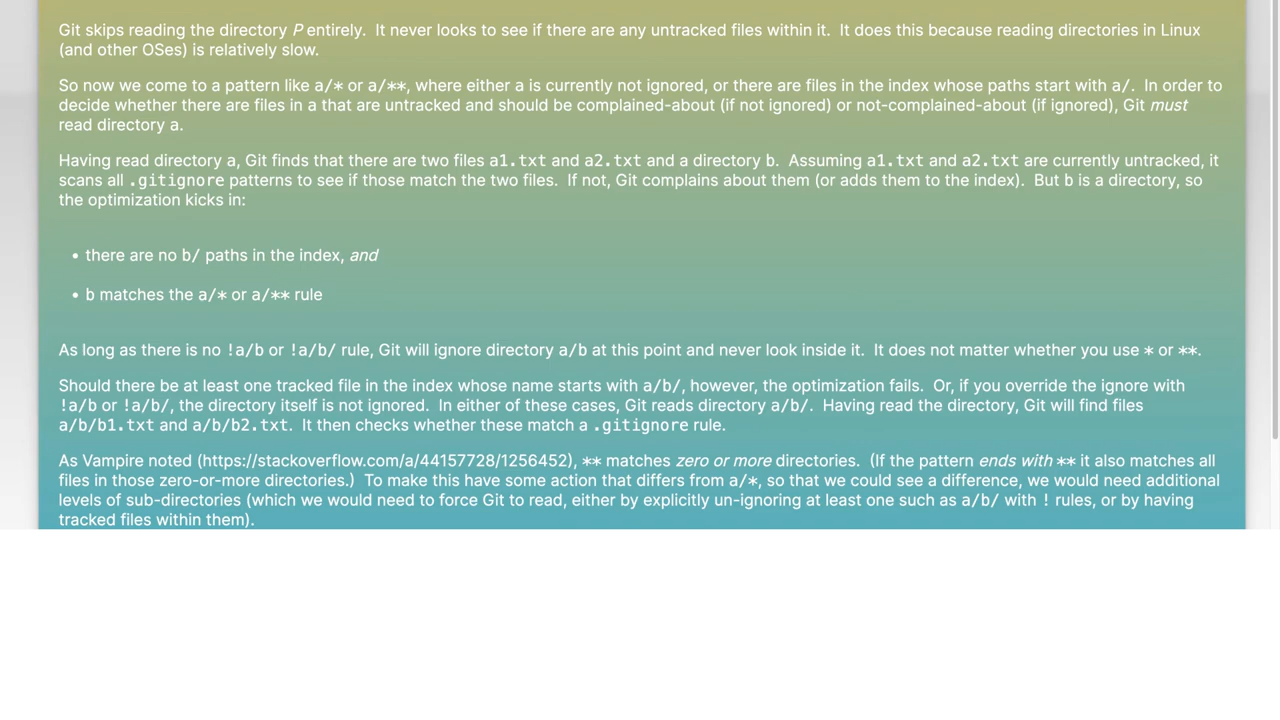 Git skips reading the directory P entirely. It never looks to see if there are any untracked files within it. It does this because reading directories in Linux
(and other OSes) is relatively slow.
So now we come to a pattern like a/* or a/**, where either a is currently not ignored, or there are files in the index whose paths start with a/. In order to
decide whether there are files in a that are untracked and should be complained-about (if not ignored) or not-complained-about (if ignored), Git must
read directory a.
Having read directory a, Git finds that there are two files a1.txt and a2.txt and a directory b. Assuming a1.txt and a2.txt are currently untracked, it
scans all .gitignore patterns to see if those match the two files. If not, Git complains about them (or adds them to the index). But b is a directory, so
the optimization kicks in:
• there are no b/ paths in the index, and
• b matches the a/* or a/** rule
As long as there is no !a/b or !a/b/ rule, Git will ignore directory a/b at this point and never look inside it. It does not matter whether you use * or **.
Should there be at least one tracked file in the index whose name starts with a/b/, however, the optimization fails. Or, if you override the ignore with
!a/b or !a/b/, the directory itself is not ignored. In either of these cases, Git reads directory a/b/. Having read the directory, Git will find files
a/b/b1.txt and a/b/b2.txt. It then checks whether these match a .gitignore rule.
As Vampire noted (https://stackoverflow.com/a/44157728/1256452), ** matches zero or more directories. (If the pattern ends with ** it also matches all
files in those zero-or-more directories.) To make this have some action that differs from a/*, so that we could see a difference, we would need additional
levels of sub-directories (which we would need to force Git to read, either by explicitly un-ignoring at least one such as a/b/ with ! rules, or by having
tracked files within them).